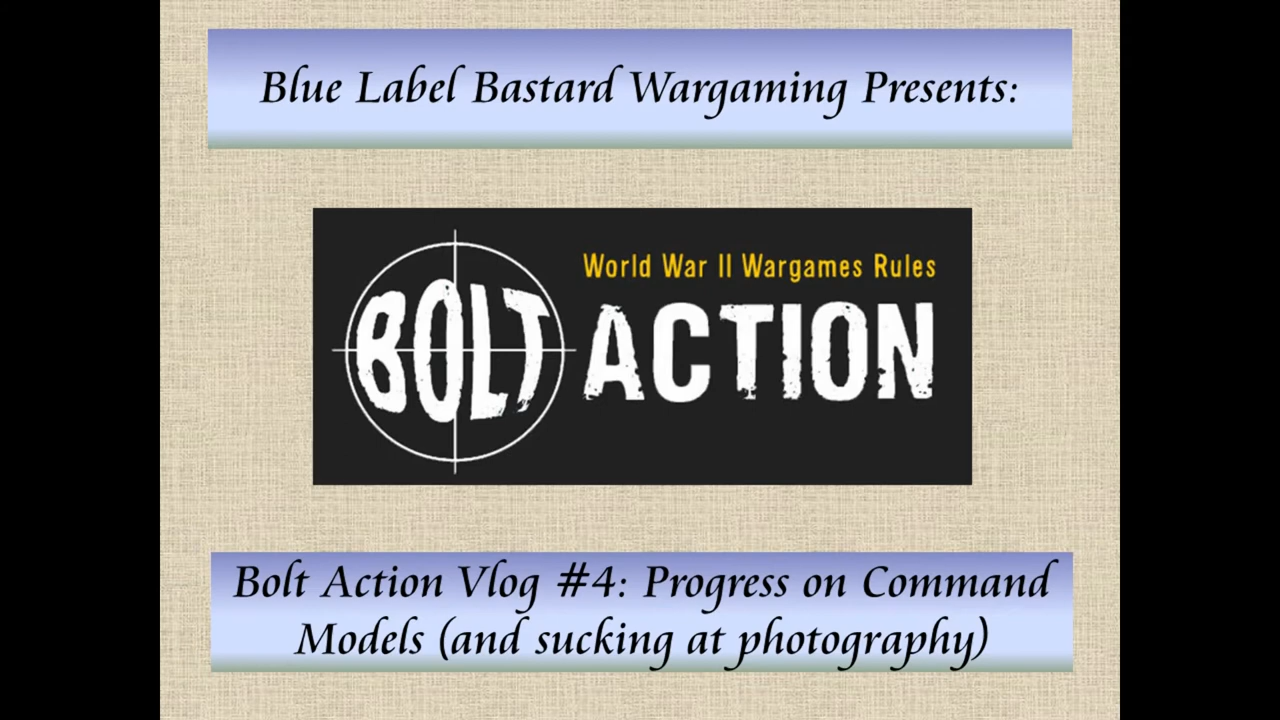 Blue Label Bastard Wargaming Presents:
World War II Wargames Rules
BOLT ACTION
Bolt Action Vlog #4: Progress on Command
Models (and sucking at photography)